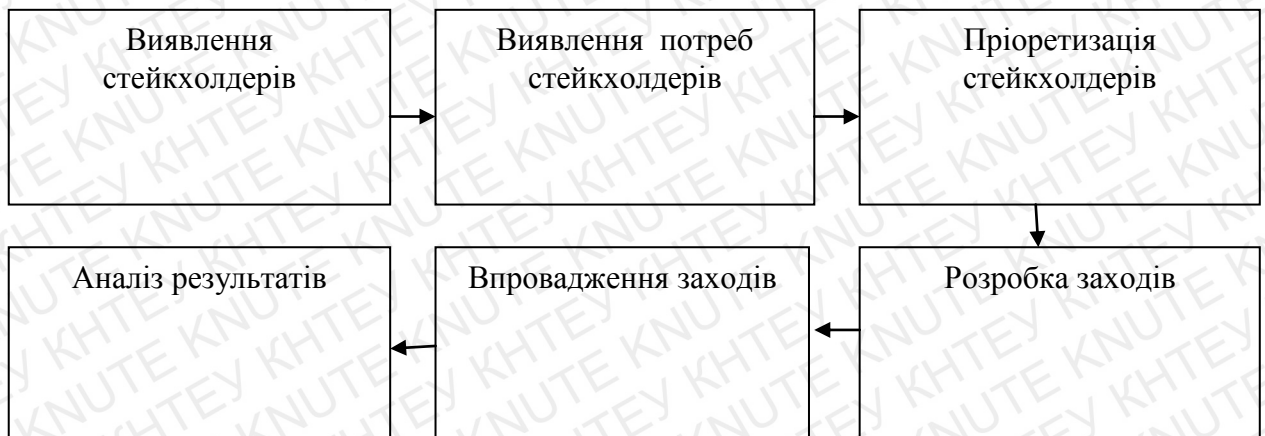 Виявлення
стейкхолдерів
Виявлення потреб
стейкхолдерів
Пріоретизація
стейкхолдерів
Аналіз результатів
Впровадження заходів
Розробка заходів